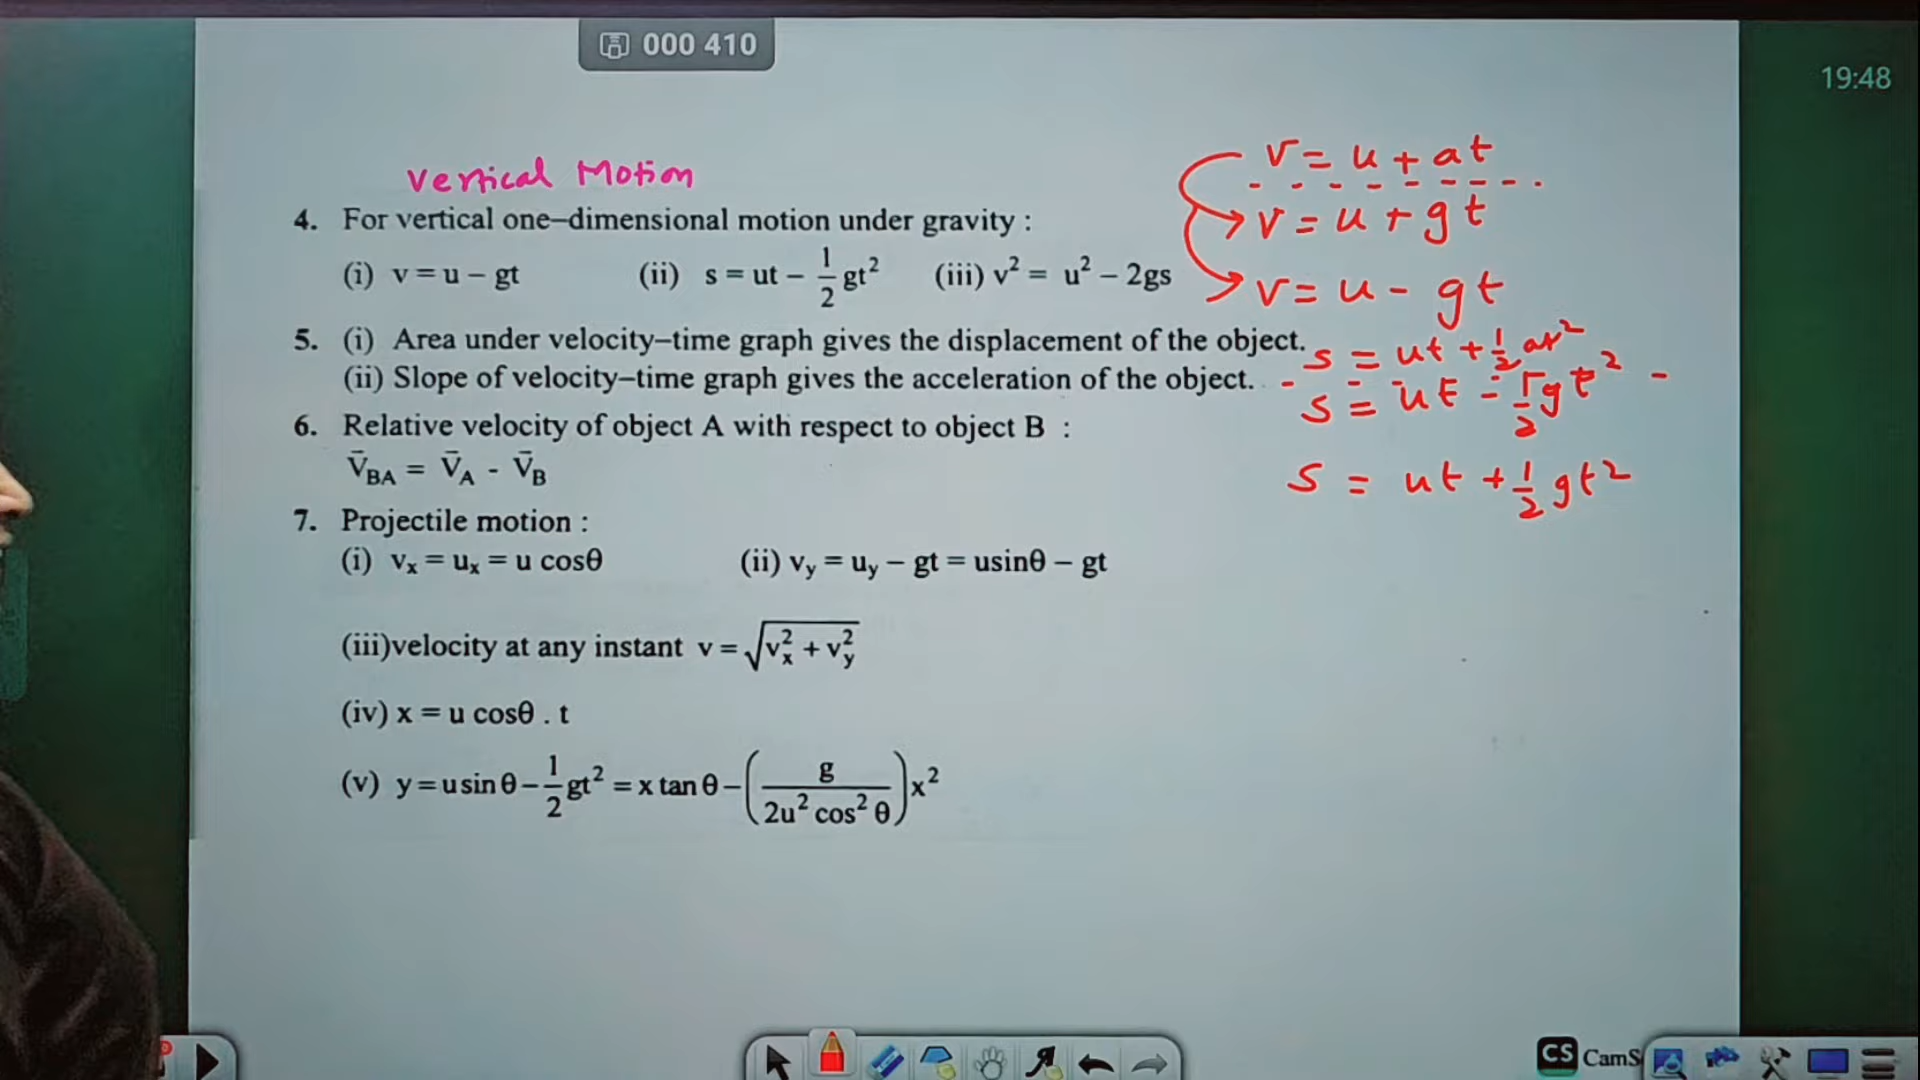 000 410
19:48
Vertical Motion
4. For vertical one–dimensional motion under gravity :
(i) v = u – gt (ii) s = ut – 1/2 gt² (iii) v² = u² – 2gs
5. (i) Area under velocity–time graph gives the displacement of the object.
(ii) Slope of velocity–time graph gives the acceleration of the object.
6. Relative velocity of object A with respect to object B :
V̄BA = V̄A - V̄B
7. Projectile motion :
(i) vx = ux = u cosθ (ii) vy = uy – gt = usinθ – gt
(iii)velocity at any instant v = √(vx² + vy²)
(iv) x = u cosθ . t
(v) y = u sin θ – 1/2 gt² = x tan θ – (g / 2u² cos² θ) x²
v = u + at
v = u + gt
v = u - gt
s = ut + 1/2 at²
s = ut - 1/2 gt²
s = ut + 1/2 gt²
CS CamS